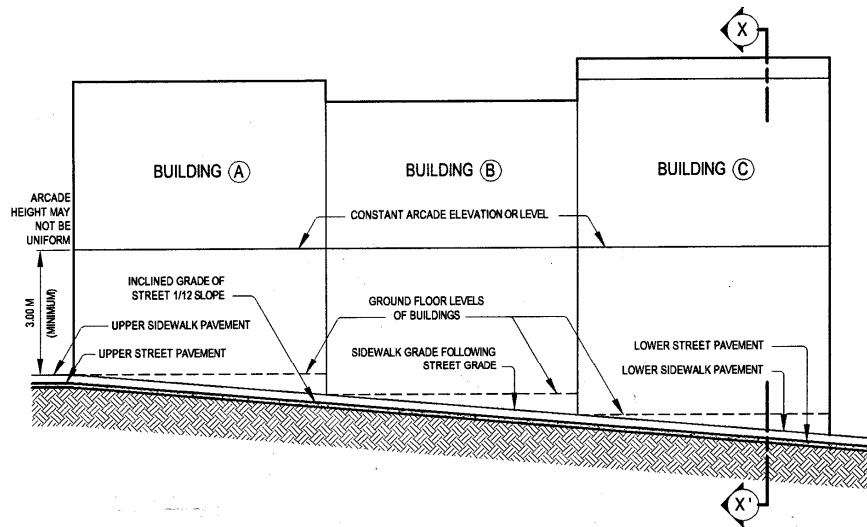 X
BUILDING A
BUILDING B
BUILDING C
ARCADE
HEIGHT MAY
NOT BE
UNIFORM
CONSTANT ARCADE ELEVATION OR LEVEL
3.00 M
(MINIMUM)
INCLINED GRADE OF
STREET 1/12 SLOPE
GROUND FLOOR LEVELS
OF BUILDINGS
UPPER SIDEWALK PAVEMENT
UPPER STREET PAVEMENT
SIDEWALK GRADE FOLLOWING
STREET GRADE
LOWER STREET PAVEMENT
LOWER SIDEWALK PAVEMENT
X'